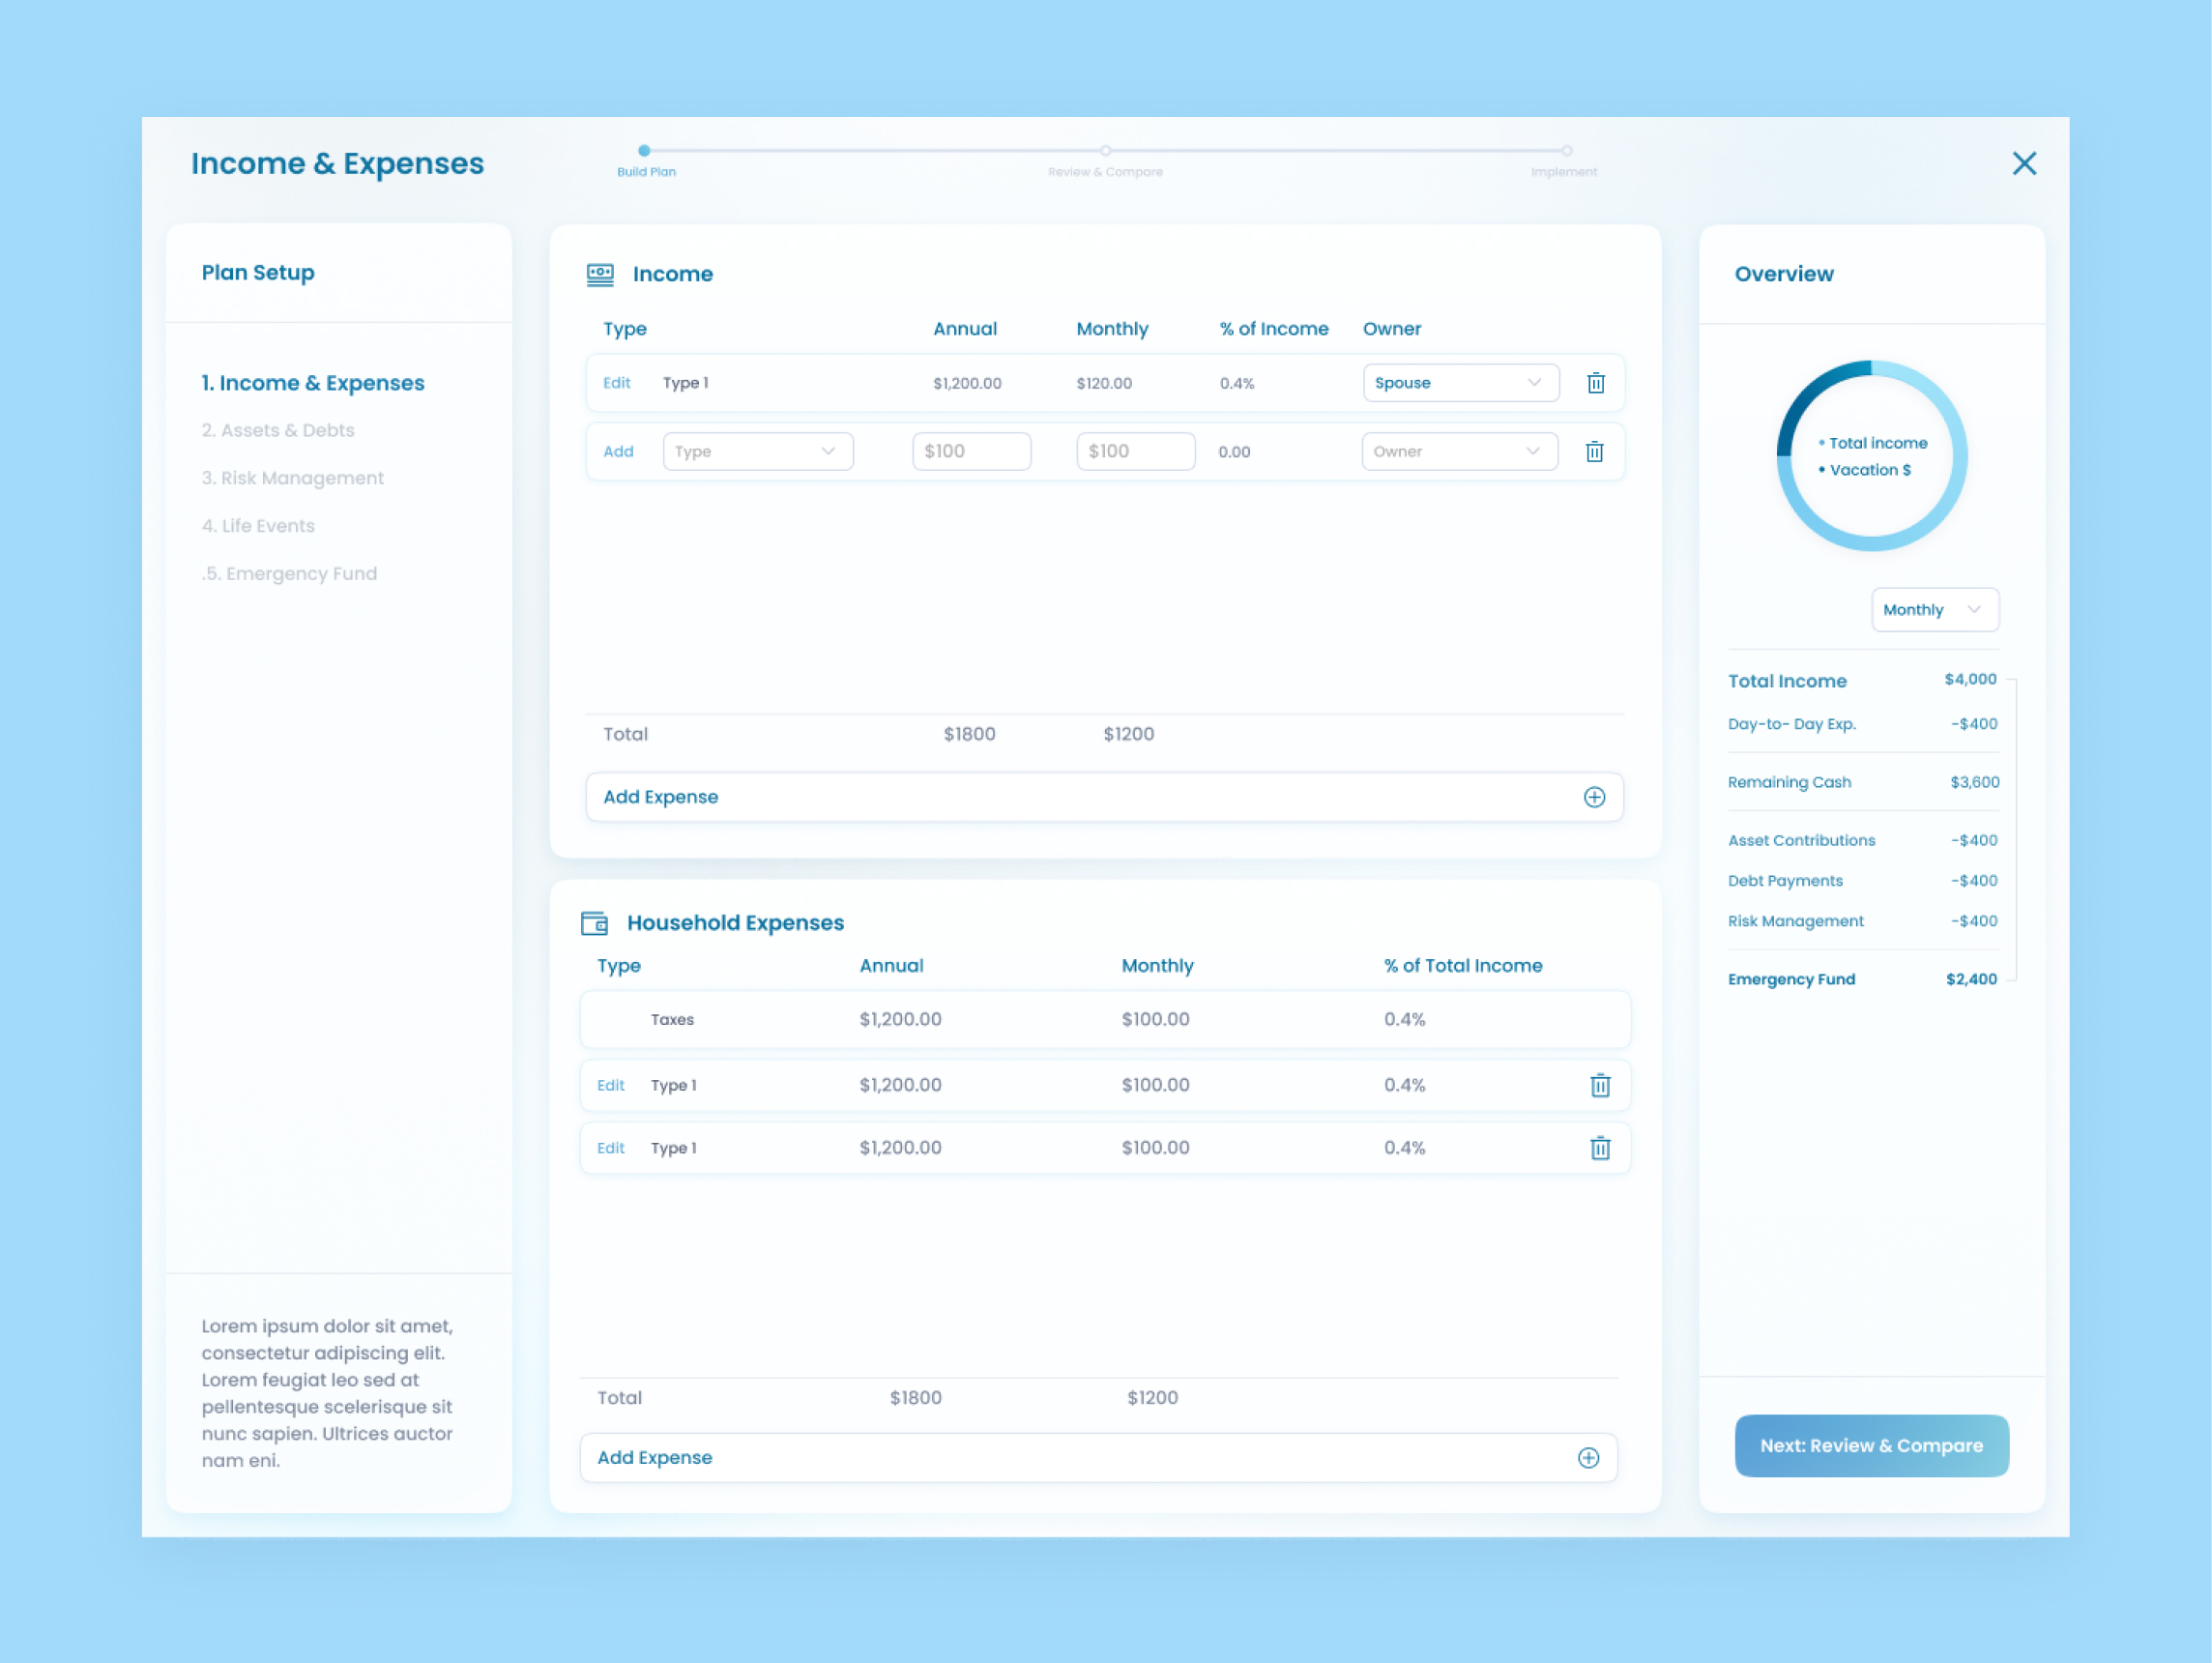 Income & Expenses
Build Plan
Review & Compare
Implement
Plan Setup
1. Income & Expenses
2. Assets & Debts
3. Risk Management
4. Life Events
.5. Emergency Fund
Lorem ipsum dolor sit amet,
consectetur adipiscing elit.
Lorem feugiat leo sed at
pellentesque scelerisque sit
nunc sapien. Ultrices auctor
nam eni.
Income
Type Annual Monthly % of Income Owner
Edit Type 1 $1,200.00 $120.00 0.4% Spouse
Add Type $100 $100 0.00 Owner
Total $1800 $1200
Add Expense
Household Expenses
Type Annual Monthly % of Total Income
Taxes $1,200.00 $100.00 0.4%
Edit Type 1 $1,200.00 $100.00 0.4%
Edit Type 1 $1,200.00 $100.00 0.4%
Total $1800 $1200
Add Expense
Overview
• Total income
• Vacation $
Monthly
Total Income $4,000
Day-to- Day Exp. -$400
Remaining Cash $3,600
Asset Contributions -$400
Debt Payments -$400
Risk Management -$400
Emergency Fund $2,400
Next: Review & Compare